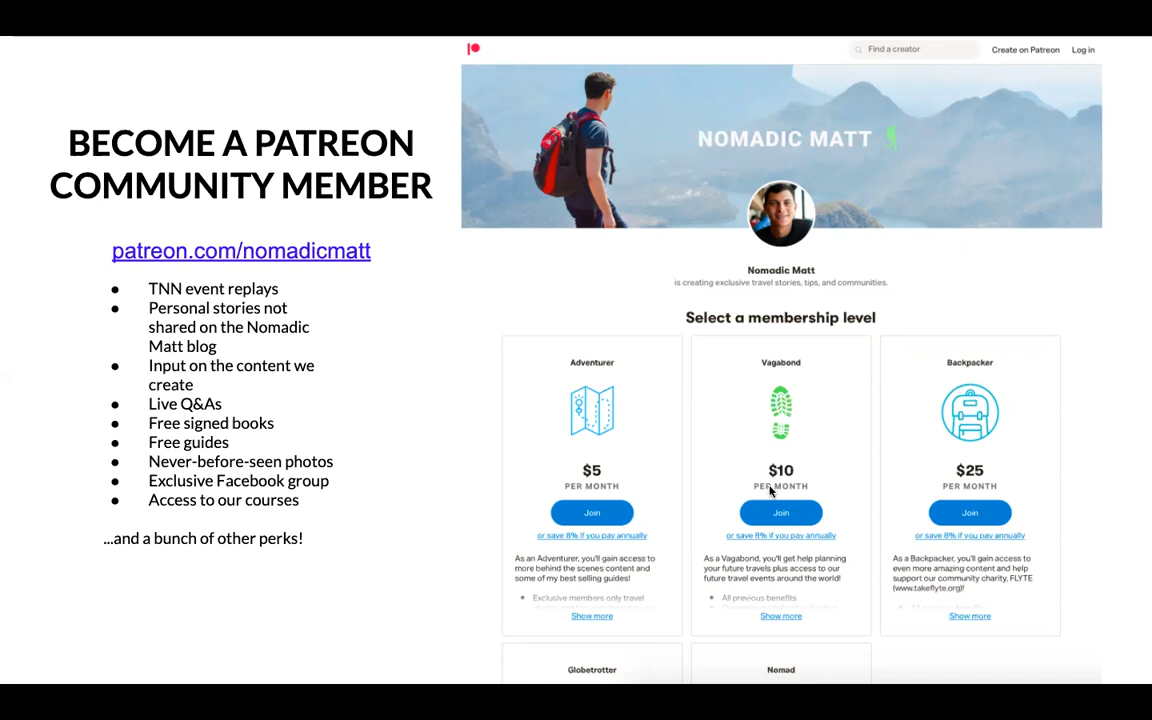 BECOME A PATREON
COMMUNITY MEMBER
patreon.com/nomadicmatt
● TNN event replays
● Personal stories not
shared on the Nomadic
Matt blog
● Input on the content we
create
● Live Q&As
● Free signed books
● Free guides
● Never-before-seen photos
● Exclusive Facebook group
● Access to our courses
...and a bunch of other perks!
Find a creator
Create on Patreon
Log in
NOMADIC MATT
Nomadic Matt
is creating exclusive travel stories, tips, and communities.
Select a membership level
Adventurer
$5
PER MONTH
Join
or save 8% if you pay annually
As an Adventurer, you'll gain access to
more behind the scenes content and
some of my best selling guides!
• Exclusive members only travel
Show more
Vagabond
$10
PER MONTH
Join
or save 8% if you pay annually
As a Vagabond, you'll get help planning
your future travels plus access to our
future travel events around the world!
• All previous benefits
Show more
Backpacker
$25
PER MONTH
Join
or save 8% if you pay annually
As a Backpacker, you'll gain access to
even more amazing content and help
support our community charity, FLYTE
(www.takeflyte.org)!
Show more
Globetrotter
Nomad